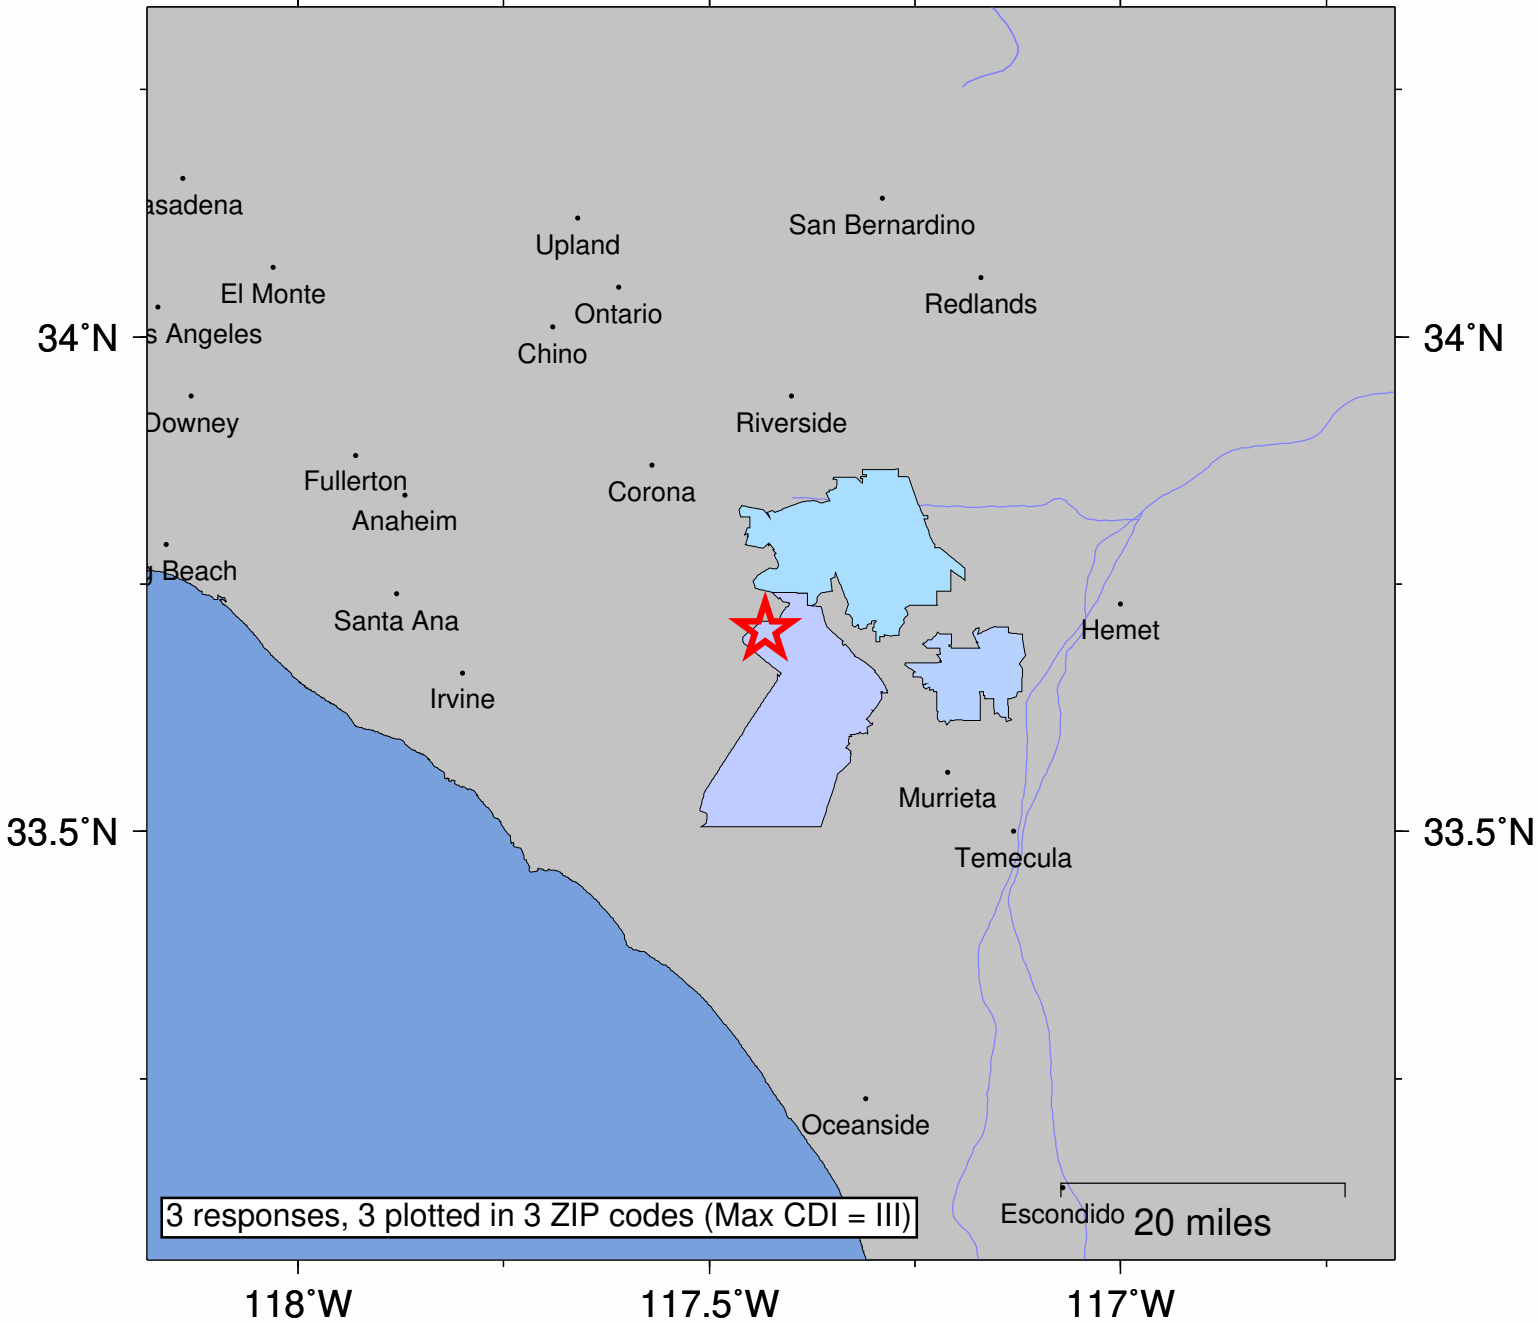 asadena
San Bernardino
Upland
El Monte
Redlands
Ontario
s Angeles
34°N
34°N
Chino
Downey
Riverside
Fullerton
Corona
Anaheim
g Beach
Santa Ana
Hemet
Irvine
Murrieta
33.5°N
33.5°N
Temecula
Oceanside
3 responses, 3 plotted in 3 ZIP codes (Max CDI = III)
Escondido
20 miles
118°W
117.5°W
117°W